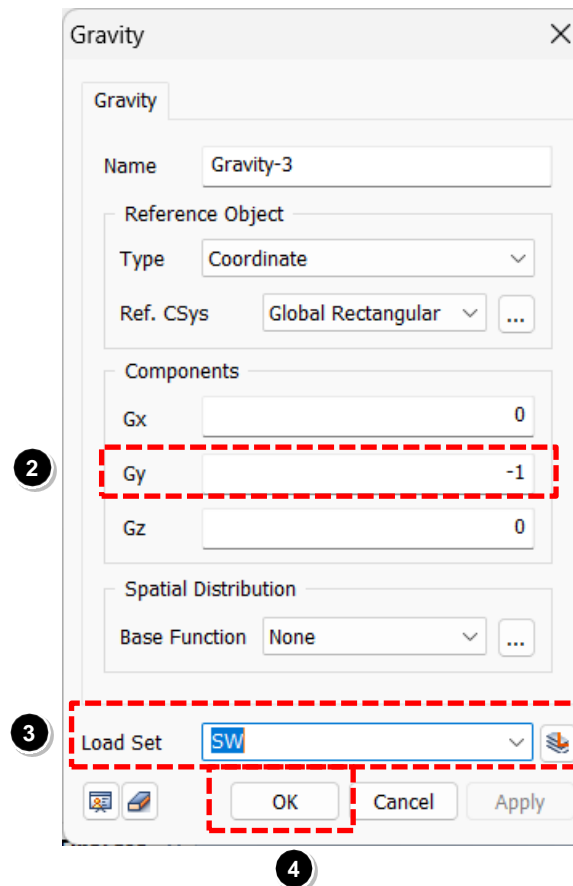 Gravity
Gravity
Name Gravity-3
Reference Object
Type Coordinate
Ref. CSys Global Rectangular ...
Components
Gx 0
2 Gy -1
Gz 0
Spatial Distribution
Base Function None ...
3 Load Set SW
OK Cancel Apply
4